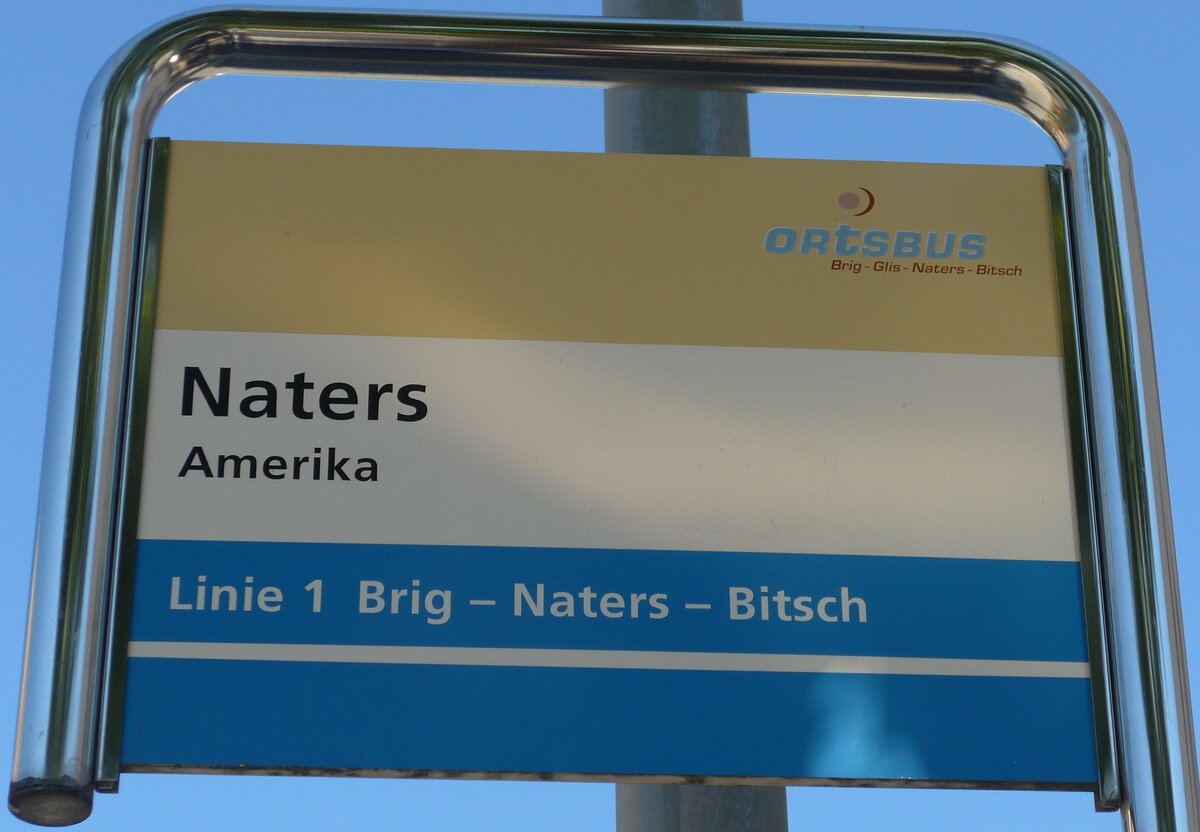 ORtSBUS
Brig - Glis - Naters - Bitsch
Naters
Amerika
Linie 1 Brig – Naters – Bitsch